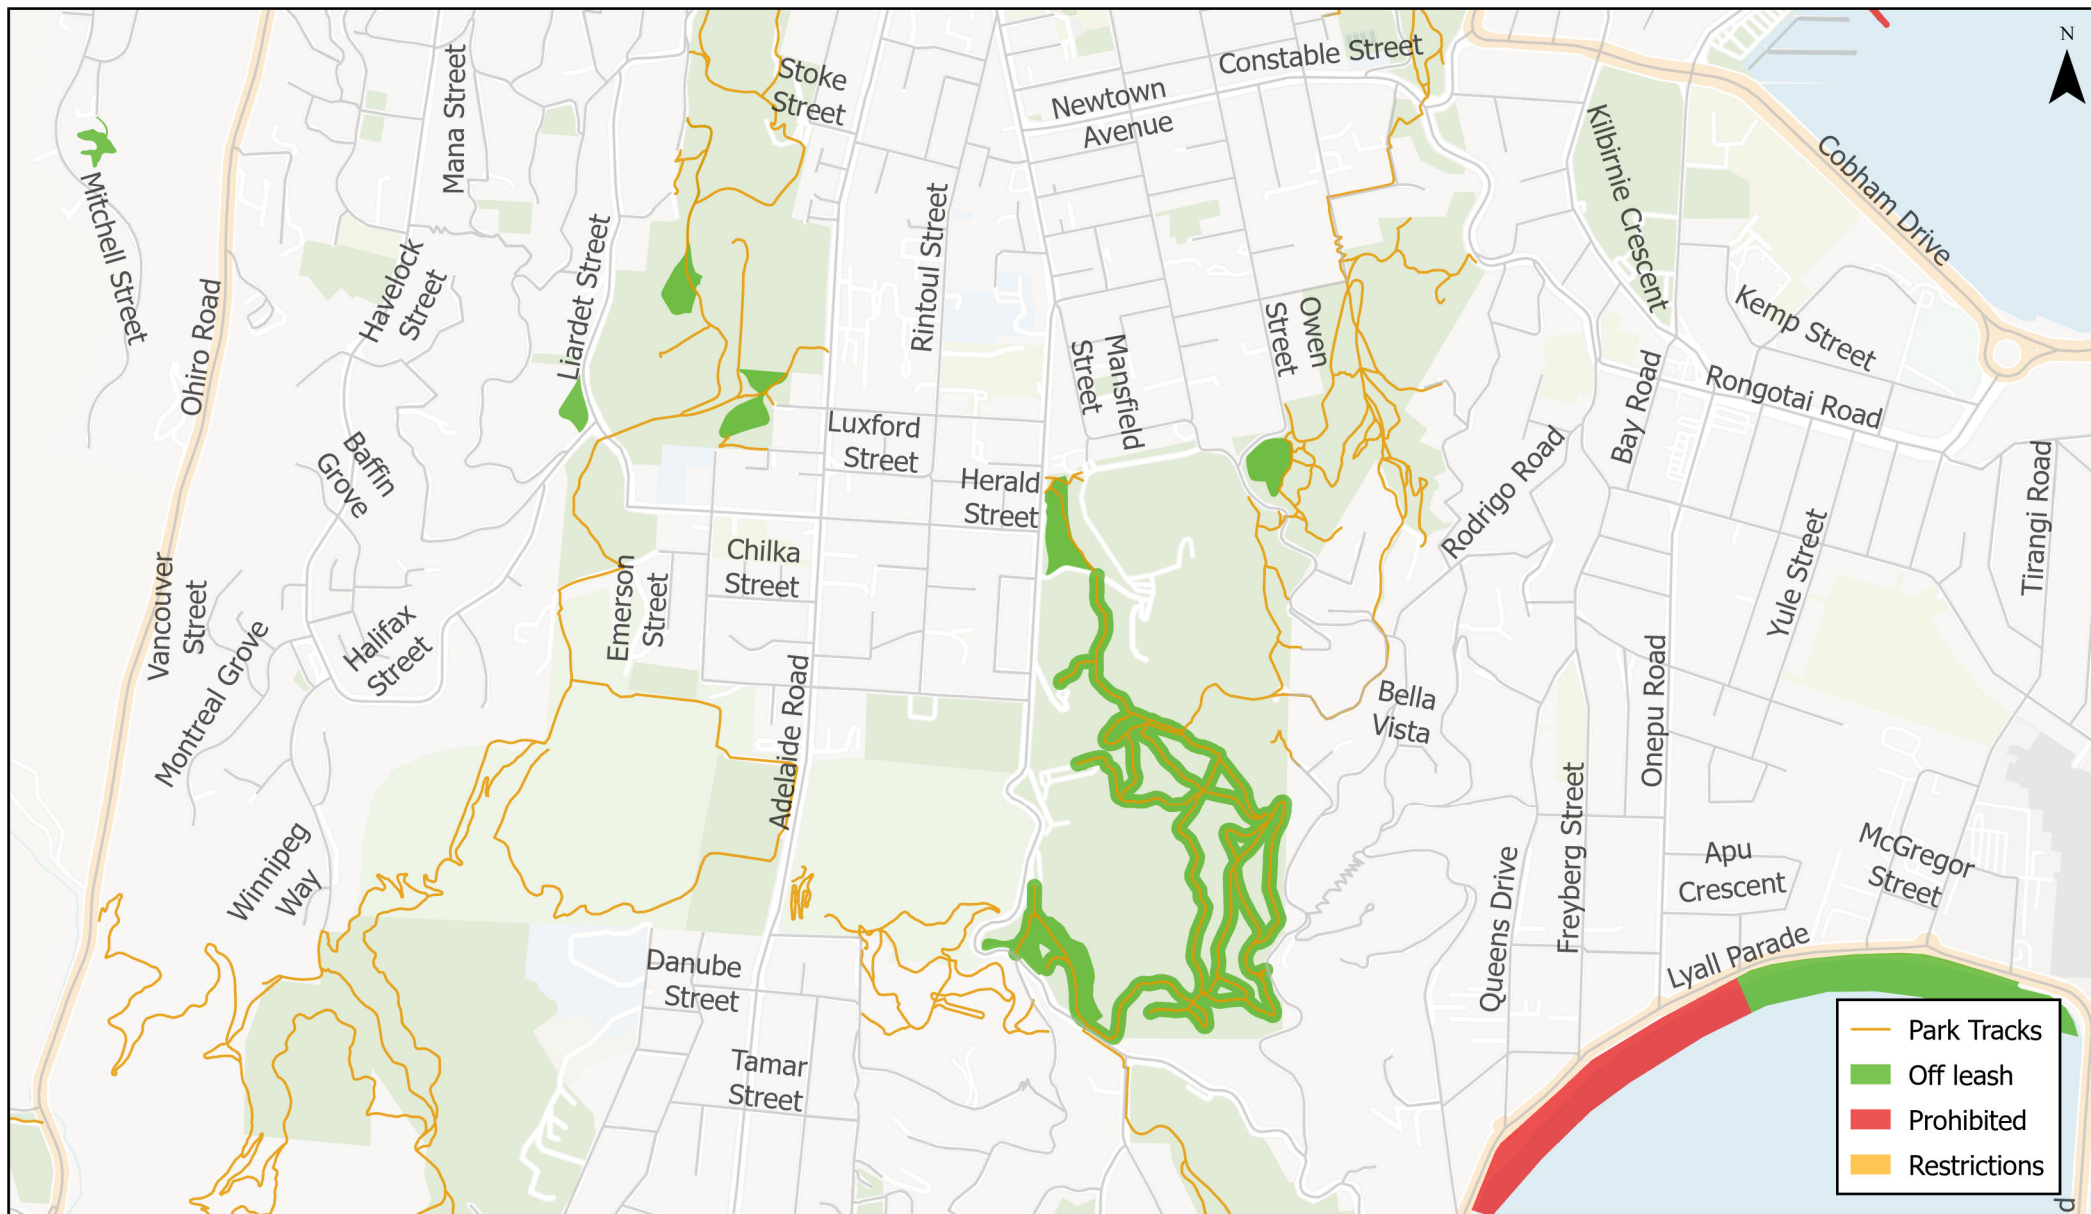 N
Stoke
Street
Constable Street
Newtown
Avenue
Mana Street
Kilbirnie Crescent
Cobham Drive
Mitchell Street
Rintoul Street
Liardet Street
Havelock
Street
Ohiro Road
Owen
Street
Mansfield
Street
Kemp Street
Bay Road
Rongotai Road
Luxford
Street
Baffin
Grove
Herald
Street
Rodrigo Road
Tirangi Road
Yule Street
Chilka
Street
Emerson
Street
Vancouver
Street
Halifax
Street
Montreal Grove
Onepu Road
Bella
Vista
Adelaide Road
Freyberg Street
Queens Drive
Apu
Crescent
McGregor
Street
Winnipeg
Way
Danube
Street
Lyall Parade
Tamar
Street
Park Tracks
Off leash
Prohibited
Restrictions
d